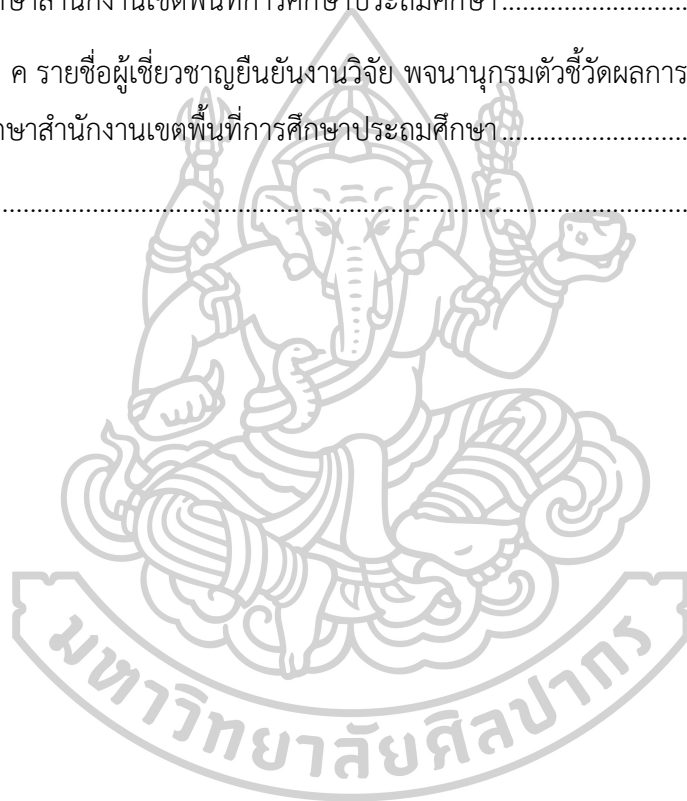 กษาสำนักงานเขตพื้นที่การศึกษาประถมศึกษา
ค รายชื่อผู้เชี่ยวชาญยืนยันงานวิจัย พจนานุกรมตัวชี้วัดผลการ
กษาสำนักงานเขตพื้นที่การศึกษาประถมศึกษา
มหาวิทยาลัยศิลปากร